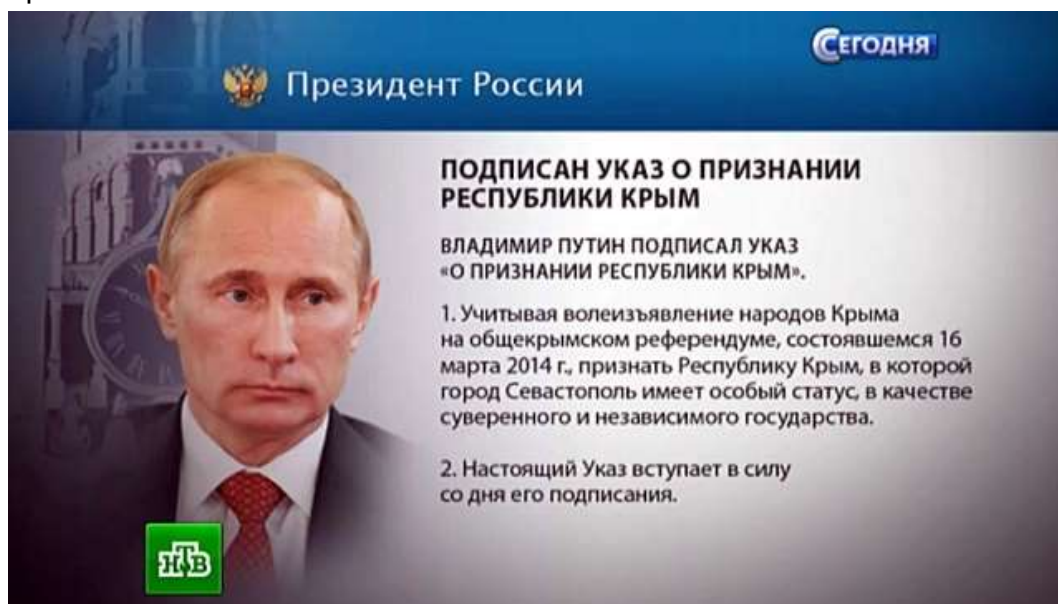 Сегодня
Президент России
ПОДПИСАН УКАЗ О ПРИЗНАНИИ
РЕСПУБЛИКИ КРЫМ
ВЛАДИМИР ПУТИН ПОДПИСАЛ УКАЗ
«О ПРИЗНАНИИ РЕСПУБЛИКИ КРЫМ».
1. Учитывая волеизъявление народов Крыма
на общекрымском референдуме, состоявшемся 16
марта 2014 г., признать Республику Крым, в которой
город Севастополь имеет особый статус, в качестве
суверенного и независимого государства.
2. Настоящий Указ вступает в силу
со дня его подписания.
НТВ